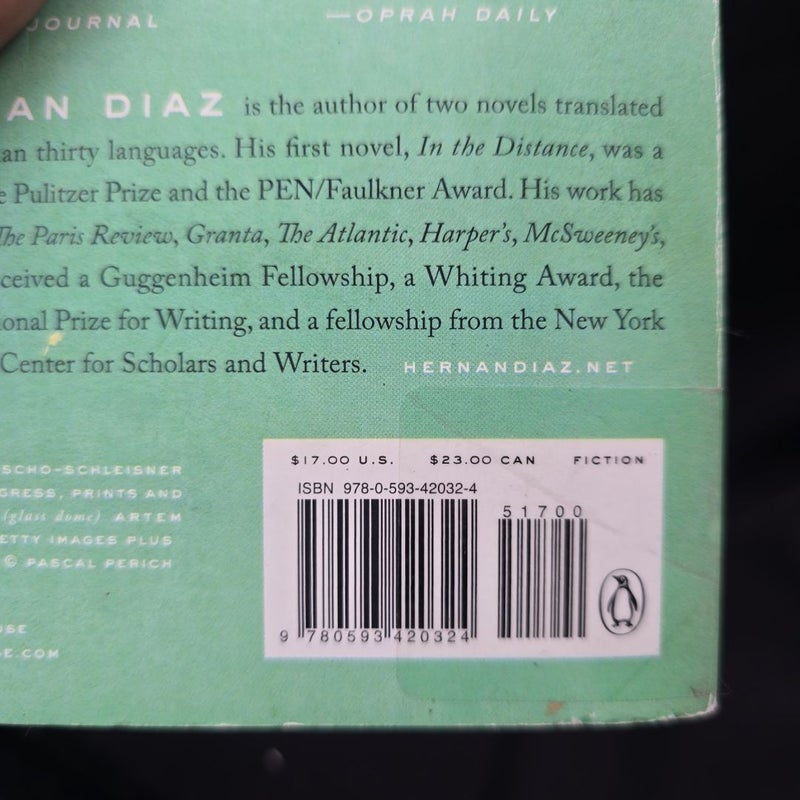 JOURNAL
—OPRAH DAILY
AN DIAZ is the author of two novels translated
an thirty languages. His first novel, In the Distance, was a
e Pulitzer Prize and the PEN/Faulkner Award. His work has
The Paris Review, Granta, The Atlantic, Harper's, McSweeney's,
ceived a Guggenheim Fellowship, a Whiting Award, the
onal Prize for Writing, and a fellowship from the New York
Center for Scholars and Writers. HERNANDIAZ.NET
SCHO-SCHLEISNER
GRESS, PRINTS AND
(glass dome) ARTEM
ETTY IMAGES PLUS
© PASCAL PERICH
USE
E.COM
$17.00 U.S. $23.00 CAN FICTION
ISBN 978-0-593-42032-4
51700
9 780593 420324